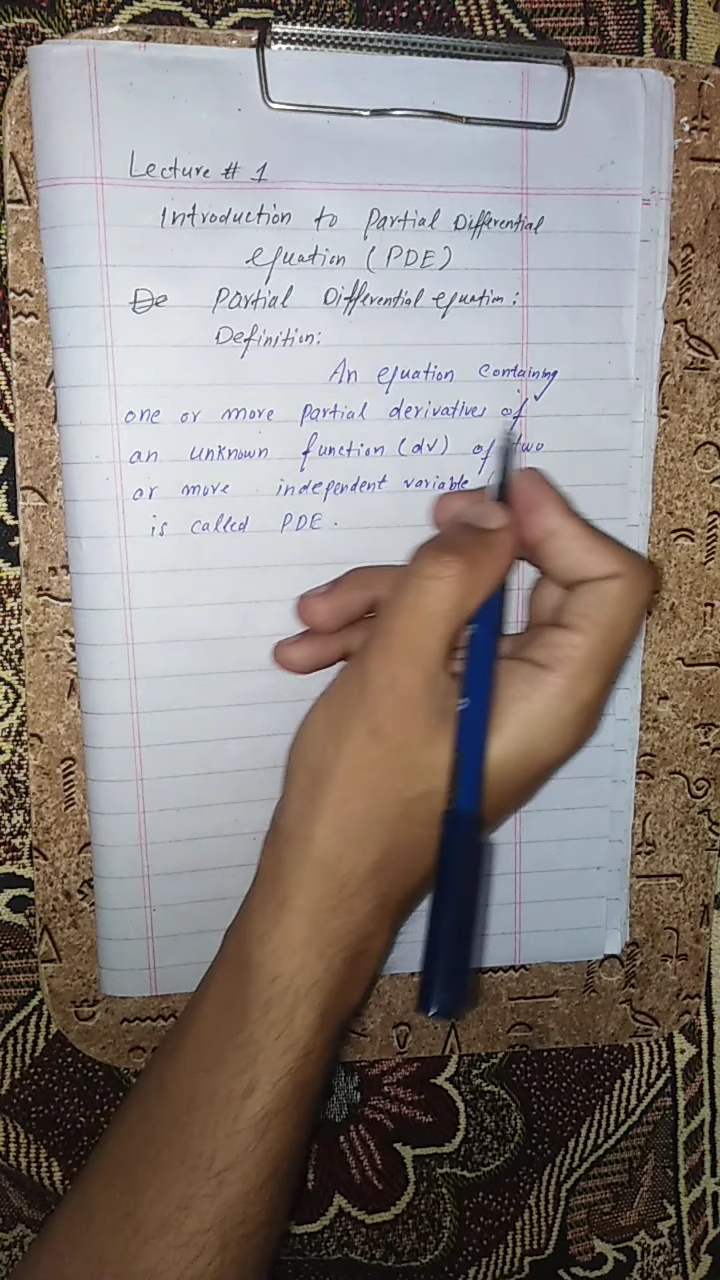 Lecture # 1
Introduction to Partial Differential
equation (PDE)
De Partial Differential equation:
Definition:
An equation containing
one or more partial derivatives of
an unknown function (dv) of two
or more independent variable (
is called PDE.